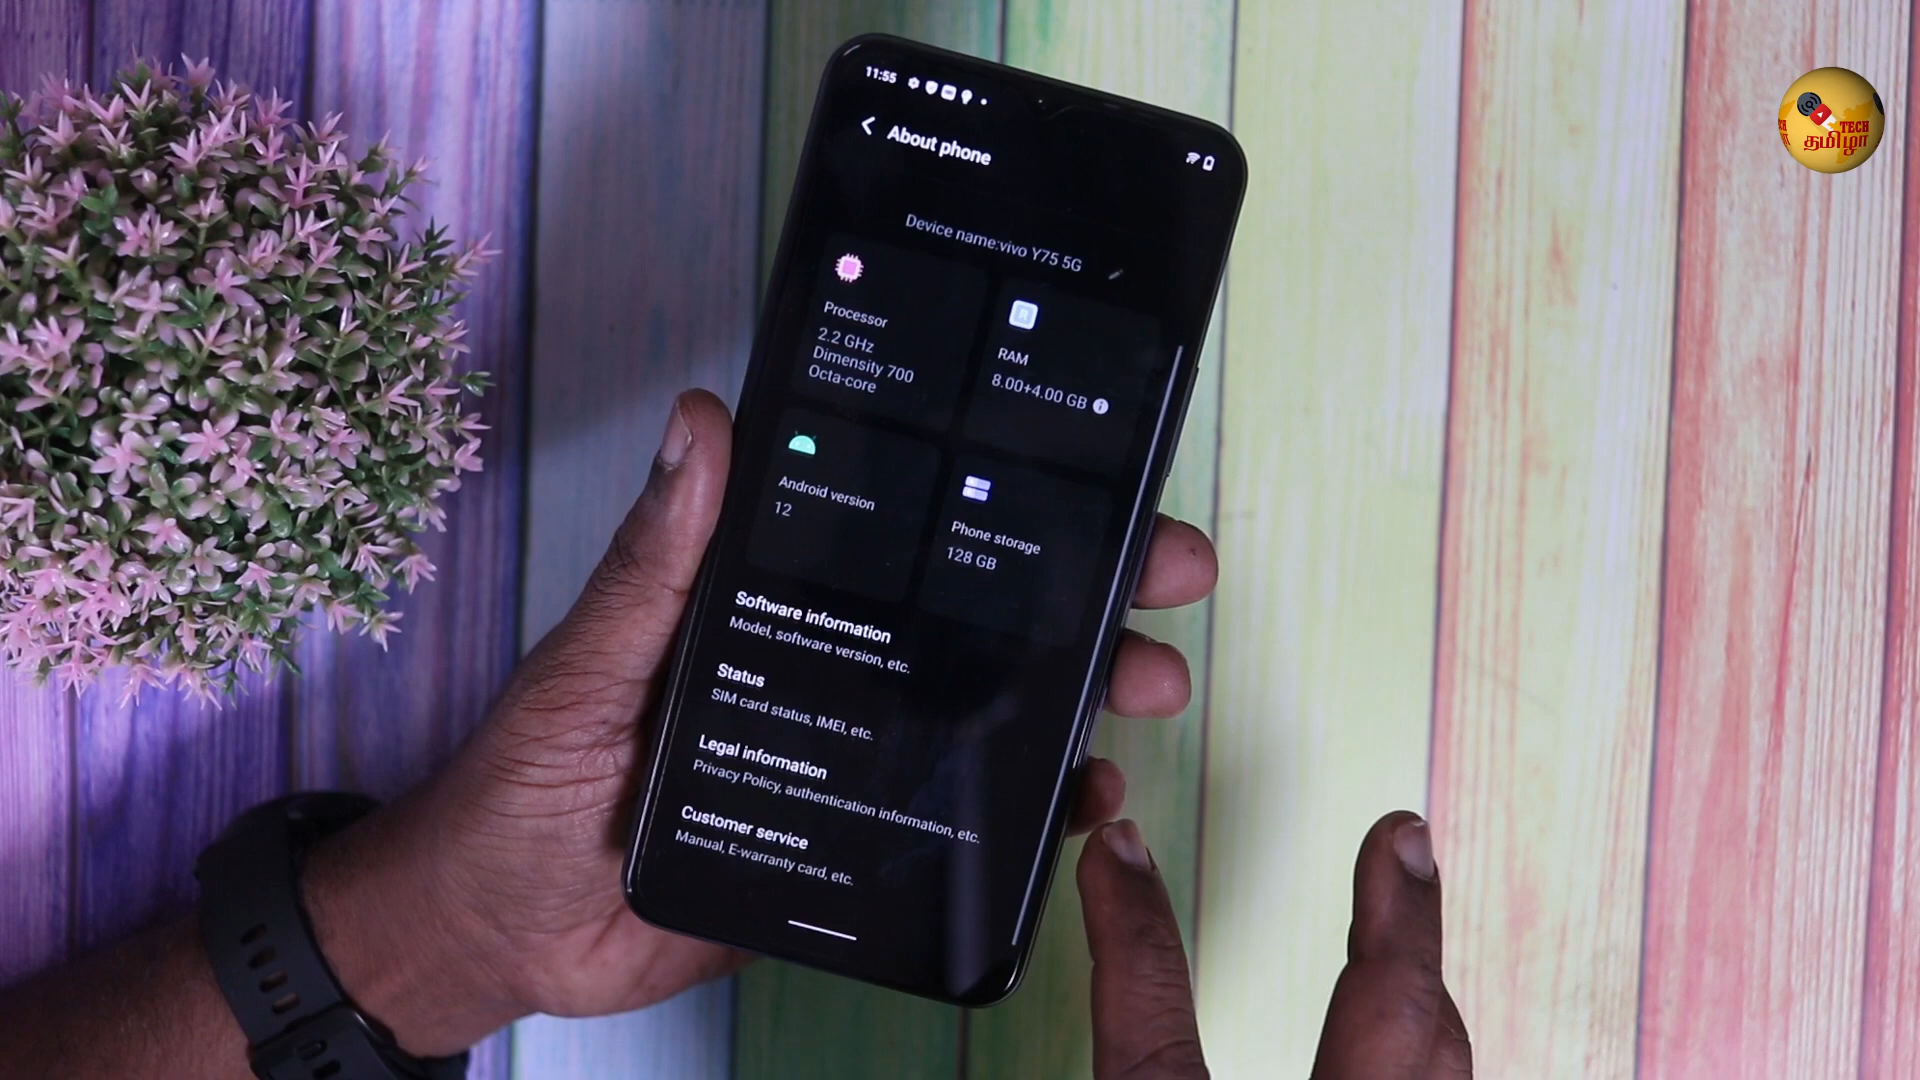 11:55
About phone
Device name:vivo Y75 5G
Processor
2.2 GHz
Dimensity 700
Octa-core
R
RAM
8.00+4.00 GB
Android version
12
Phone storage
128 GB
Software information
Model, software version, etc.
Status
SIM card status, IMEI, etc.
Legal information
Privacy Policy, authentication information, etc.
Customer service
Manual, E-warranty card, etc.
TECH
தமிழா